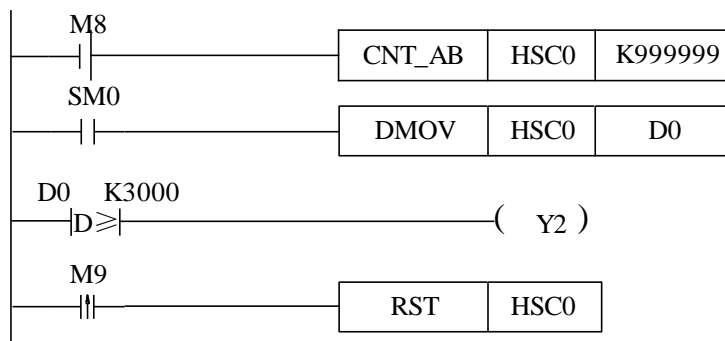 M8
CNT_AB HSC0 K999999
SM0
DMOV HSC0 D0
D0 K3000
D≥ ( Y2 )
M9
RST HSC0